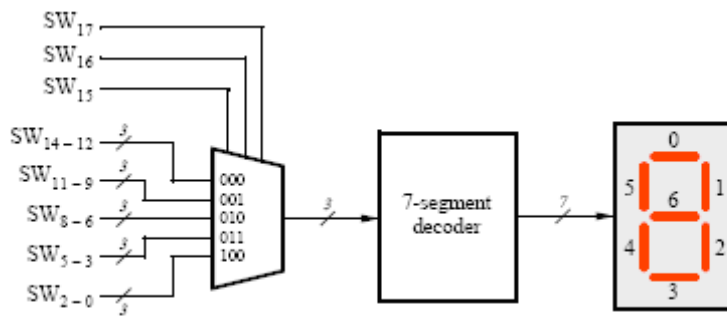 SW17
SW16
SW15
SW14–12
SW11–9
SW8–6
SW5–3
SW2–0
3
3
3
3
3
000
001
010
011
100
3
7-segment
decoder
7
0
5 1
6
4 2
3